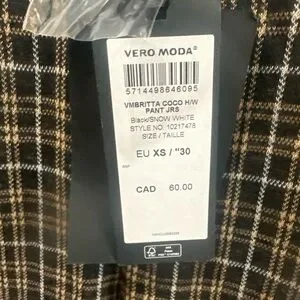 VERO MODA®
5714498646095
VMBRITTA COCO H/W
PANT JRS
Black/SNOW WHITE
STYLE NO: 10217478
SIZE / TAILLE
EU XS / "30
CAD 60.00
FSC